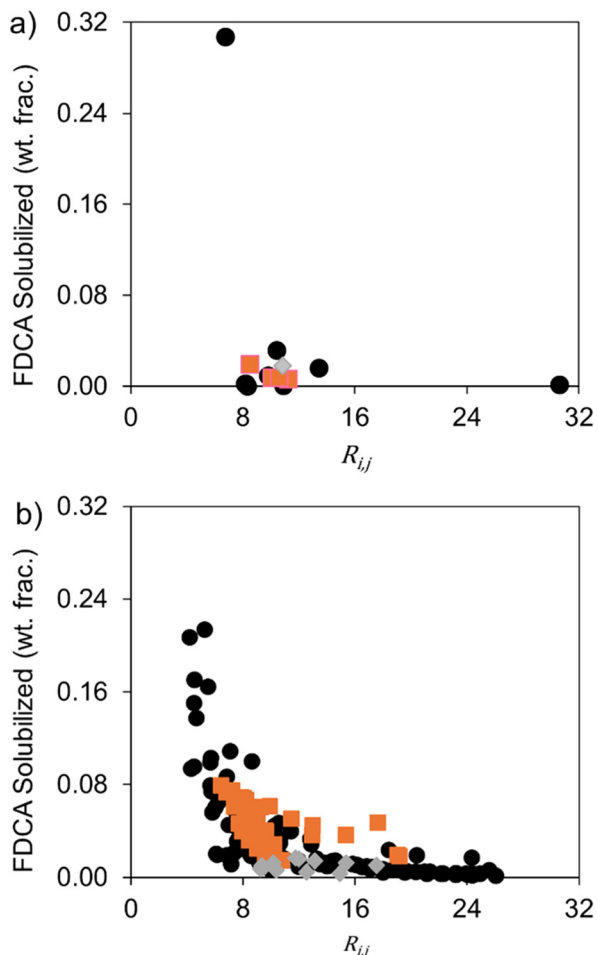 a)
FDCA Solubilized (wt. frac.)
0.32
0.24
0.16
0.08
0.00
0 8 16 24 32
Ri,j
b)
FDCA Solubilized (wt. frac.)
0.32
0.24
0.16
0.08
0.00
0 8 16 24 32
Ri,j